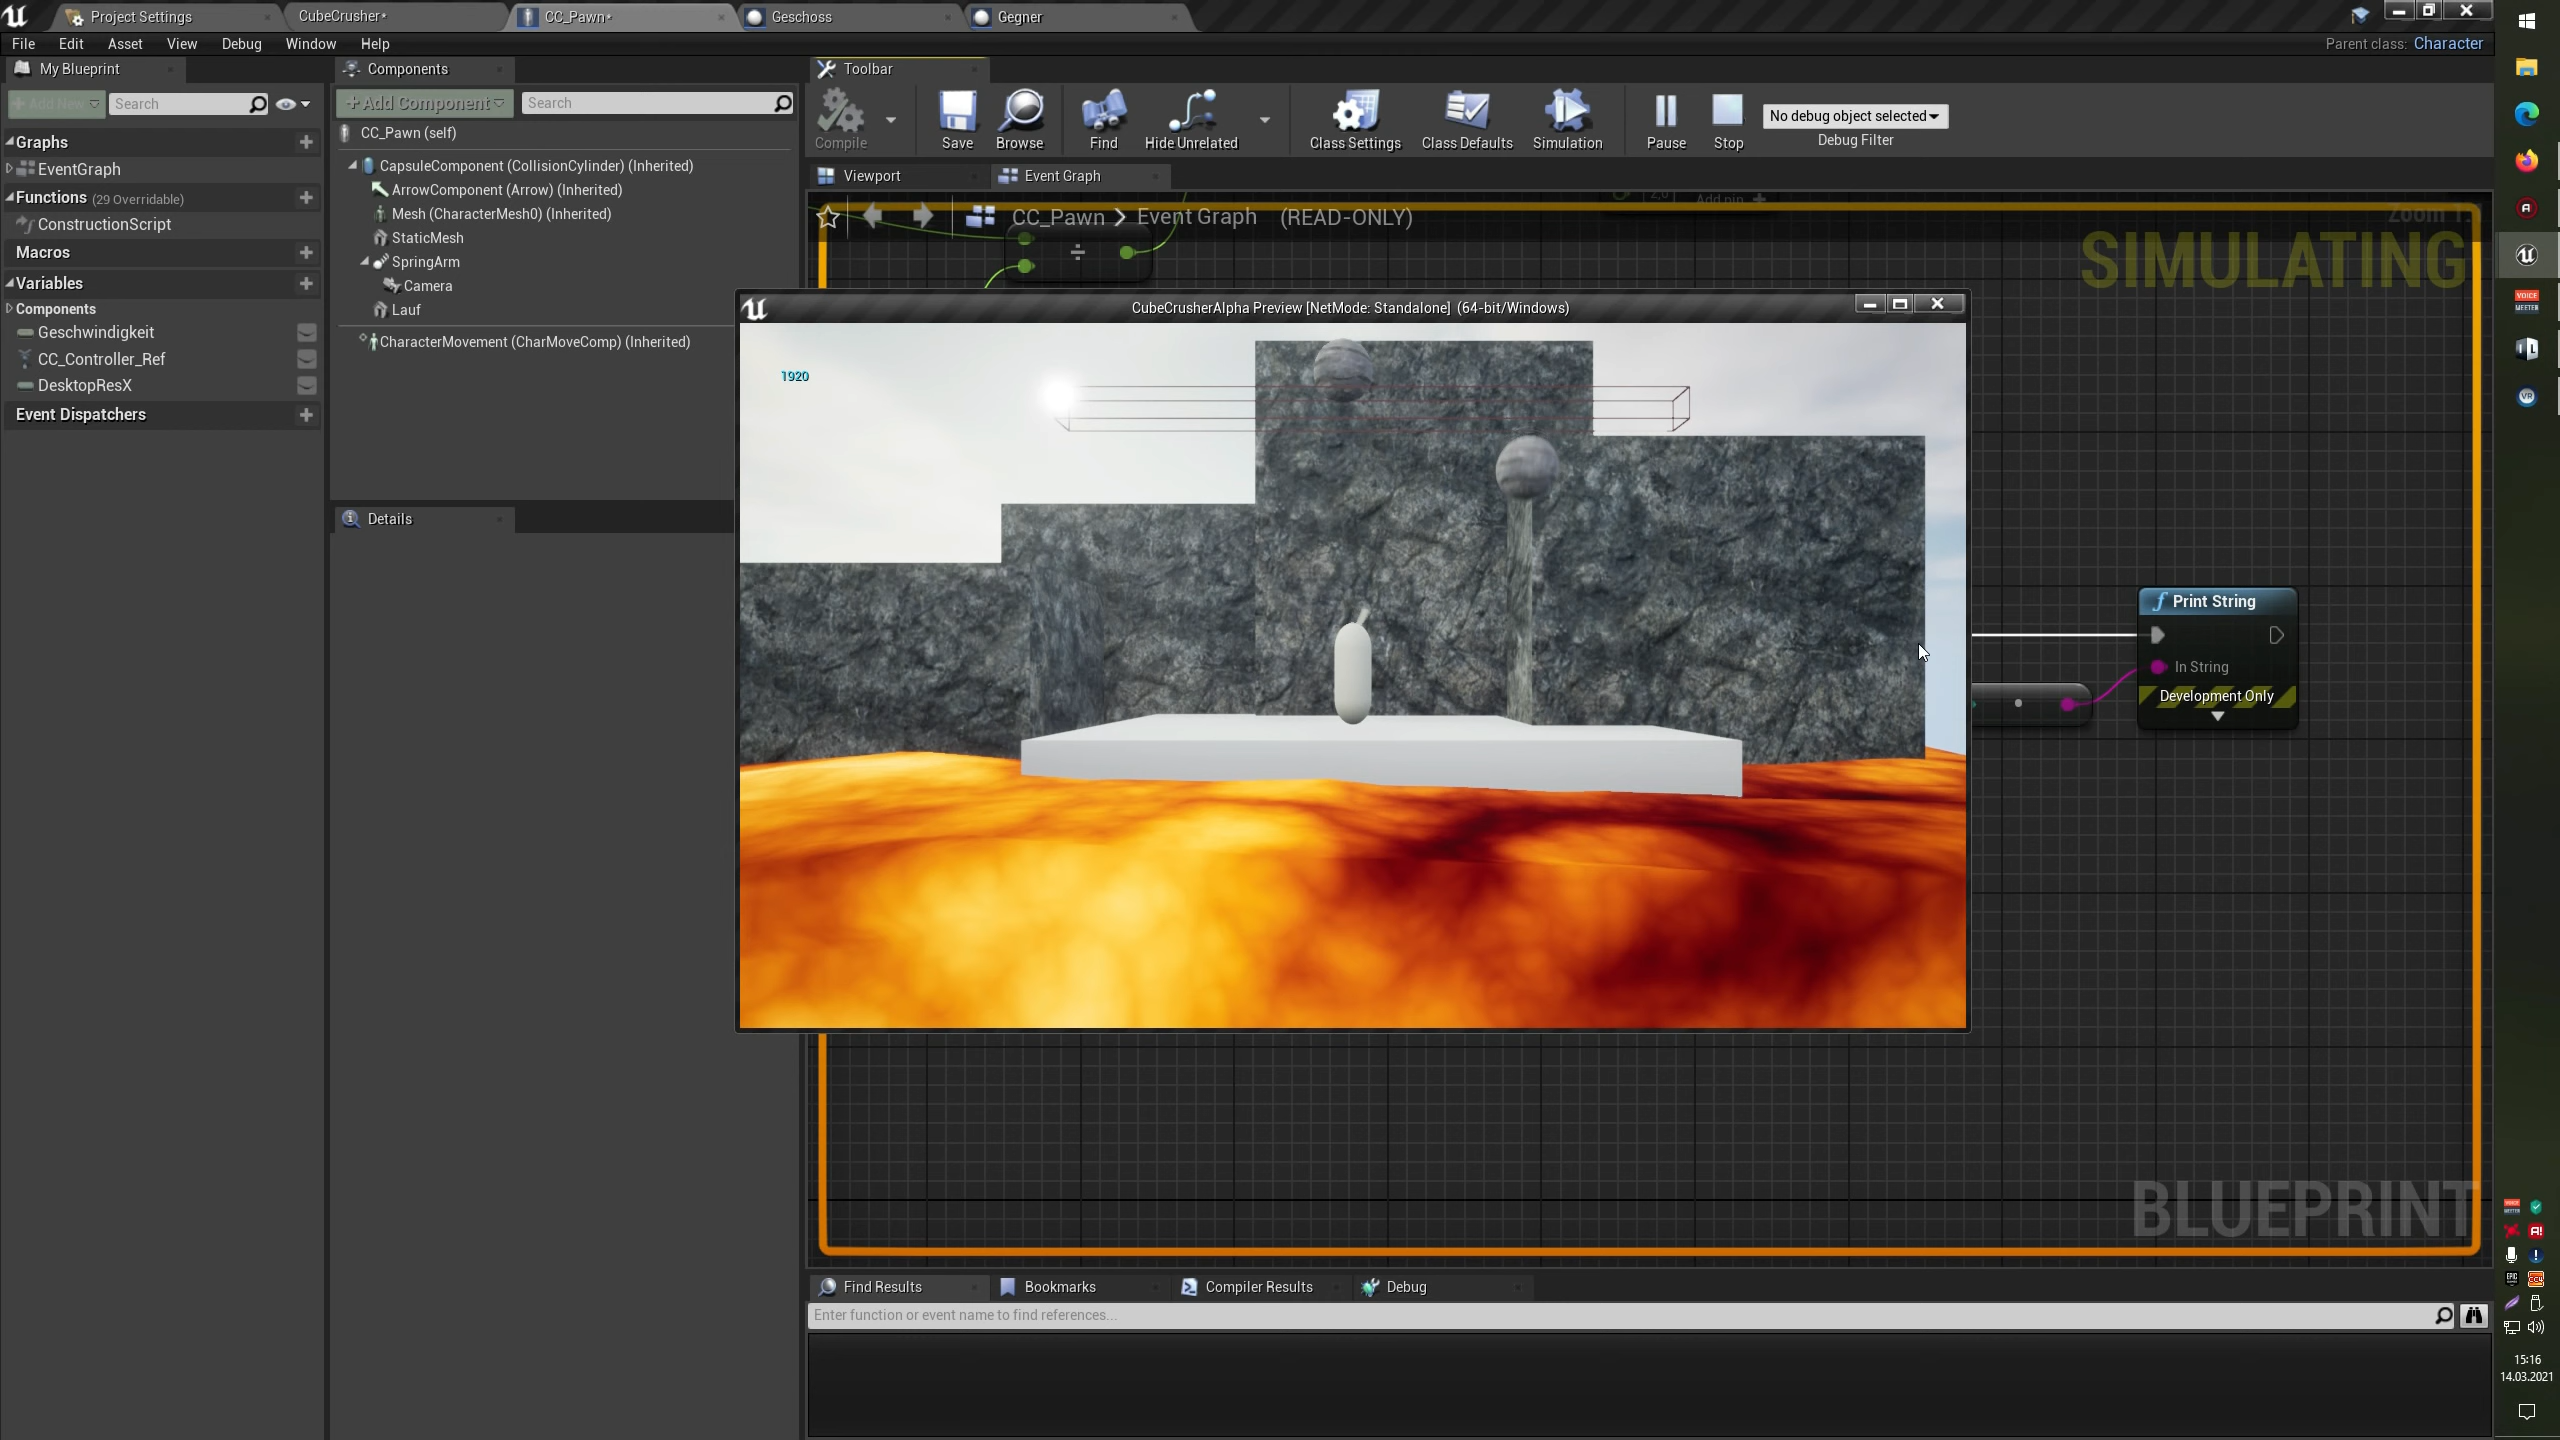 Project Settings
CubeCrusher*
CC_Pawn*
Geschoss
Gegner
File Edit Asset View Debug Window Help
Parent class: Character
My Blueprint
Components
Toolbar
+Add New
Search
+Add Component
Search
CC_Pawn (self)
Graphs
EventGraph
Functions (29 Overridable)
ConstructionScript
Macros
Variables
Components
Geschwindigkeit
CC_Controller_Ref
DesktopResX
Event Dispatchers
CapsuleComponent (CollisionCylinder) (Inherited)
ArrowComponent (Arrow) (Inherited)
Mesh (CharacterMesh0) (Inherited)
StaticMesh
SpringArm
Camera
Lauf
CharacterMovement (CharMoveComp) (Inherited)
Details
Compile
Save
Browse
Find
Hide Unrelated
Class Settings
Class Defaults
Simulation
Pause
Stop
No debug object selected
Debug Filter
Viewport
Event Graph
CC_Pawn > Event Graph (READ-ONLY)
2,0
Add pin +
SIMULATING
CubeCrusherAlpha Preview [NetMode: Standalone] (64-bit/Windows)
1920
Print String
In String
Development Only
BLUEPRINT
Find Results
Bookmarks
Compiler Results
Debug
Enter function or event name to find references...
15:16
14.03.2021